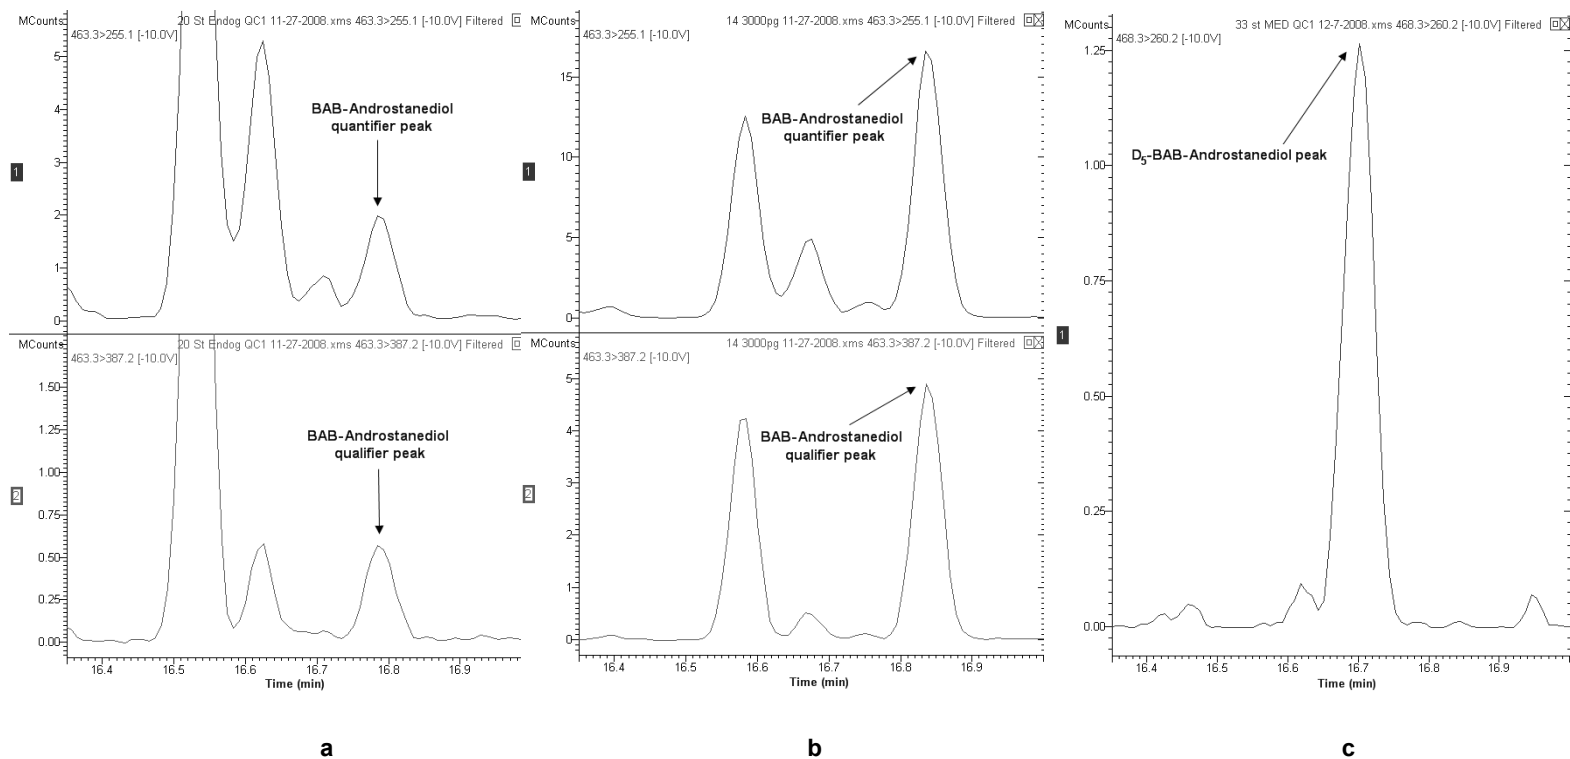 MCounts
20 St Endog QC1 11-27-2008.xms 463.3>255.1 [-10.0V] Filtered
463.3>255.1 [-10.0V]
5
4
3
2
1
0
BAB-Androstanediol
quantifier peak
1
MCounts
20 St Endog QC1 11-27-2008.xms 463.3>387.2 [-10.0V] Filtered
463.3>387.2 [-10.0V]
1.50
1.25
1.00
0.75
0.50
0.25
0.00
BAB-Androstanediol
qualifier peak
2
16.4 16.5 16.6 16.7 16.8 16.9
Time (min)
a
MCounts
14 3000pg 11-27-2008.xms 463.3>255.1 [-10.0V] Filtered
463.3>255.1 [-10.0V]
15
10
5
0
BAB-Androstanediol
quantifier peak
1
MCounts
14 3000pg 11-27-2008.xms 463.3>387.2 [-10.0V] Filtered
463.3>387.2 [-10.0V]
5
4
3
2
1
0
BAB-Androstanediol
qualifier peak
2
16.4 16.5 16.6 16.7 16.8 16.9
Time (min)
b
MCounts
33 st MED QC1 12-7-2008.xms 468.3>260.2 [-10.0V] Filtered
468.3>260.2 [-10.0V]
1.25
1.00
0.75
0.50
0.25
0.00
D5-BAB-Androstanediol peak
1
16.4 16.5 16.6 16.7 16.8 16.9
Time (min)
c